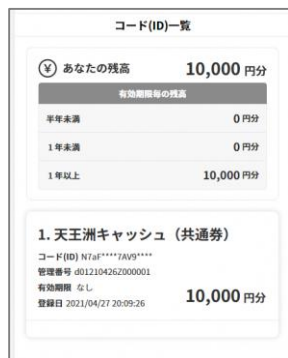 コード(ID)一覧
あなたの残高 10,000 円分
有効期限毎の残高
半年未満 0 円分
1年未満 0 円分
1年以上 10,000 円分
1. 天王洲キャッシュ（共通券）
コード(ID) N7aF****7AV9****
管理番号 d01210426Z000001
有効期限 なし
登録日 2021/04/27 20:09:26 10,000 円分